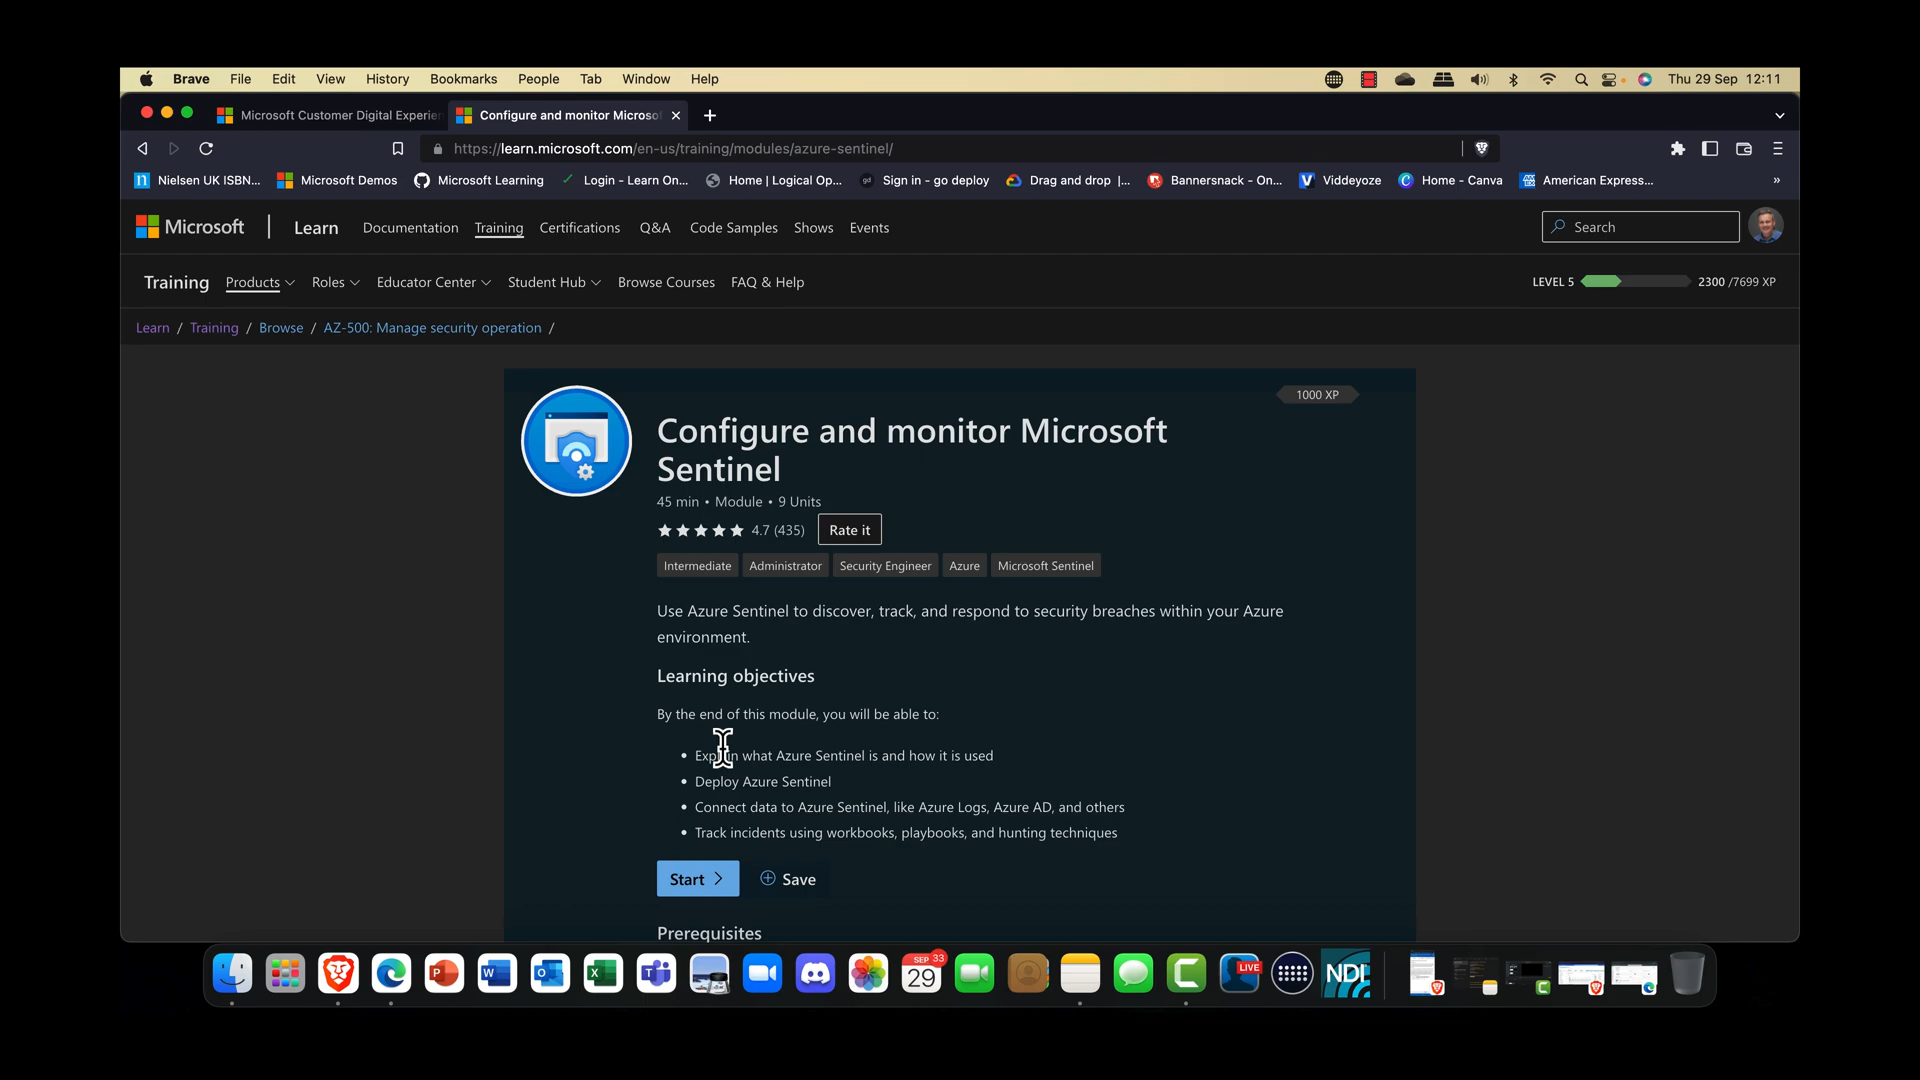 Brave File Edit View History Bookmarks People Tab Window Help Thu 29 Sep 12:11
Microsoft Customer Digital Experien Configure and monitor Microso
https://learn.microsoft.com/en-us/training/modules/azure-sentinel/
Nielsen UK ISBN... Microsoft Demos Microsoft Learning Login - Learn On... Home | Logical Op... gd Sign in - go deploy Drag and drop |... Bannersnack - On... Viddeyoze Home - Canva American Express... »
Microsoft Learn Documentation Training Certifications Q&A Code Samples Shows Events Search
Training Products Roles Educator Center Student Hub Browse Courses FAQ & Help LEVEL 5 2300 /7699 XP
Learn / Training / Browse / AZ-500: Manage security operation /
1000 XP
Configure and monitor Microsoft
Sentinel
45 min • Module • 9 Units
4.7 (435) Rate it
Intermediate Administrator Security Engineer Azure Microsoft Sentinel
Use Azure Sentinel to discover, track, and respond to security breaches within your Azure
environment.
Learning objectives
By the end of this module, you will be able to:
• Explain what Azure Sentinel is and how it is used
• Deploy Azure Sentinel
• Connect data to Azure Sentinel, like Azure Logs, Azure AD, and others
• Track incidents using workbooks, playbooks, and hunting techniques
Start Save
Prerequisites
SEP 33
29
LIVE
NDI